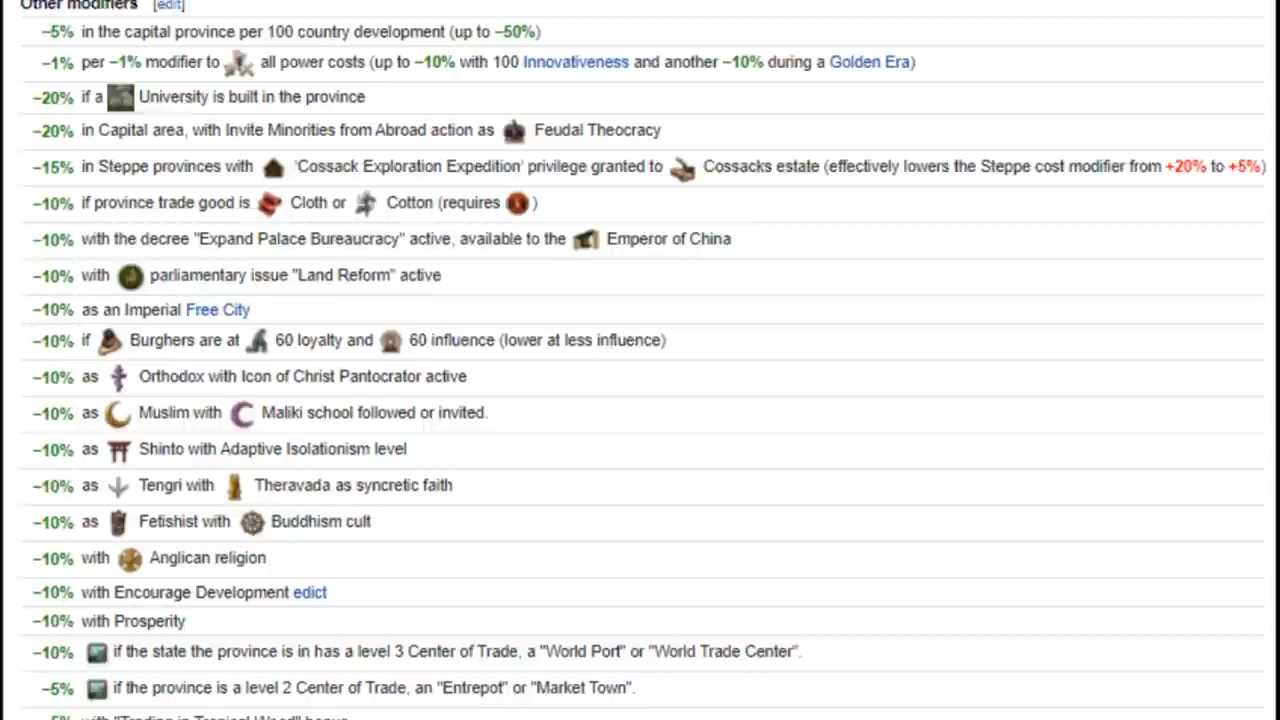 Other modifiers [edit]
−5% in the capital province per 100 country development (up to −50%)
−1% per −1% modifier to all power costs (up to −10% with 100 Innovativeness and another −10% during a Golden Era)
−20% if a University is built in the province
−20% in Capital area, with Invite Minorities from Abroad action as Feudal Theocracy
−15% in Steppe provinces with 'Cossack Exploration Expedition' privilege granted to Cossacks estate (effectively lowers the Steppe cost modifier from +20% to +5%)
−10% if province trade good is Cloth or Cotton (requires )
−10% with the decree "Expand Palace Bureaucracy" active, available to the Emperor of China
−10% with parliamentary issue "Land Reform" active
−10% as an Imperial Free City
−10% if Burghers are at 60 loyalty and 60 influence (lower at less influence)
−10% as Orthodox with Icon of Christ Pantocrator active
−10% as Muslim with Maliki school followed or invited.
−10% as Shinto with Adaptive Isolationism level
−10% as Tengri with Theravada as syncretic faith
−10% as Fetishist with Buddhism cult
−10% with Anglican religion
−10% with Encourage Development edict
−10% with Prosperity
−10% if the state the province is in has a level 3 Center of Trade, a "World Port" or "World Trade Center".
−5% if the province is a level 2 Center of Trade, an "Entrepot" or "Market Town".
−5% with "Trading in Tropical Wood" bonus